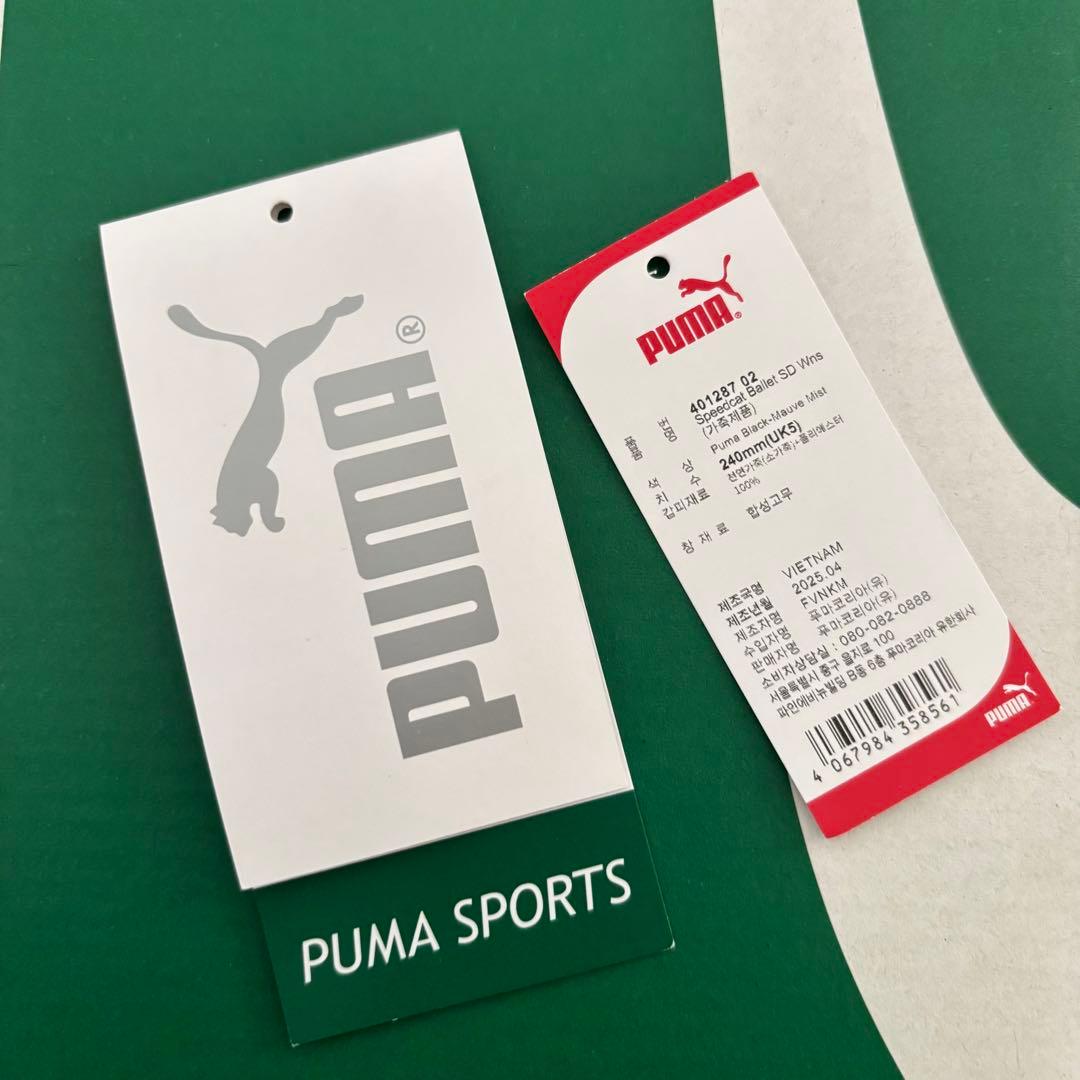 PUMA®
PUMA SPORTS
PUMA®
품 번 401287 02
품 명 Speedcat Ballet SD Wns
(가죽제품)
색 상 Puma Black-Mauve Mist
치 수 240mm(UK5)
갑피재료 천연가죽(소가죽)+폴리에스터
100%
창 재 료 합성고무
제조국명 VIETNAM
제조년월 2025.04
제조자명 FVNKM
수입자명 푸마코리아(유)
판매자명 푸마코리아(유)
소비자상담실 : 080-082-0888
서울특별시 중구 을지로 100
파인에비뉴빌딩 B동 6층 푸마코리아 유한회사
4 067984 358561
PUMA